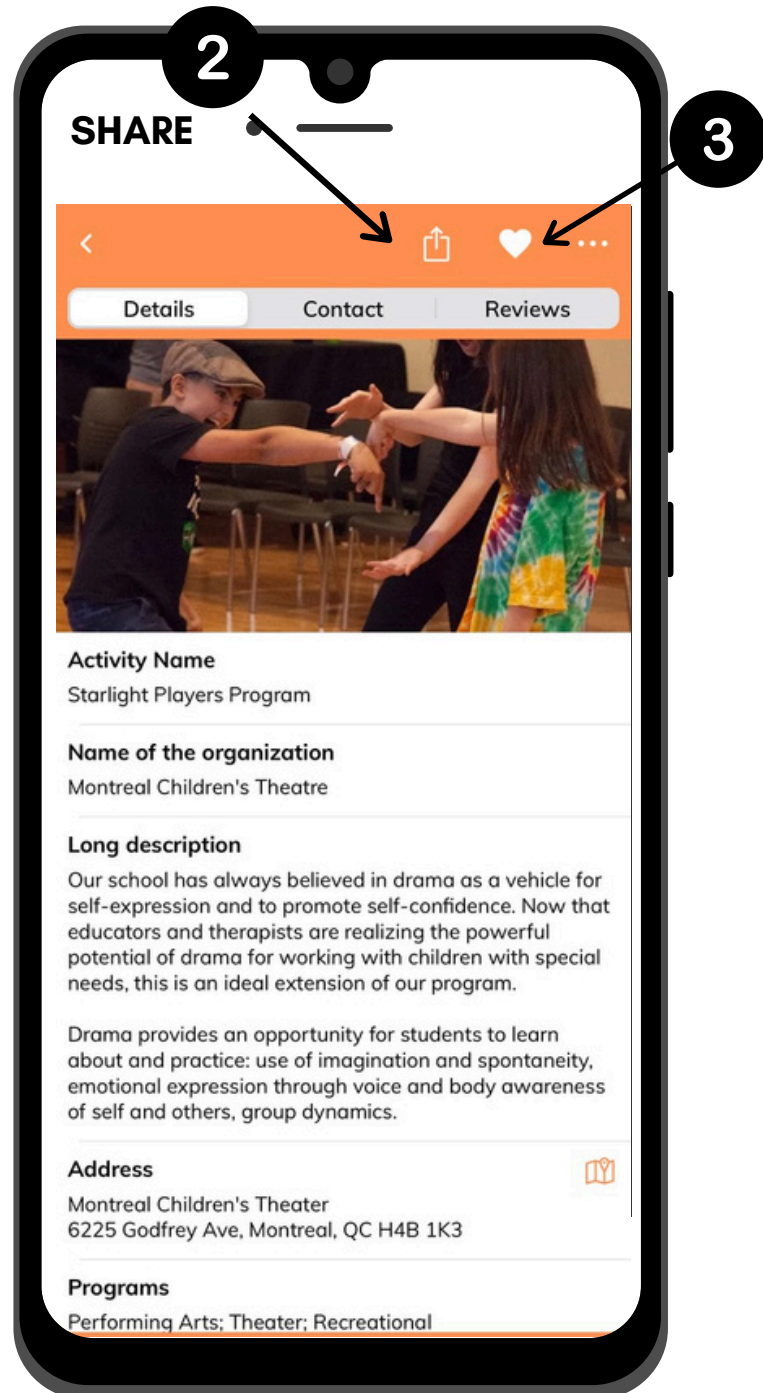 2
SHARE
3
Details Contact Reviews
Activity Name
Starlight Players Program
Name of the organization
Montreal Children's Theatre
Long description
Our school has always believed in drama as a vehicle for
self-expression and to promote self-confidence. Now that
educators and therapists are realizing the powerful
potential of drama for working with children with special
needs, this is an ideal extension of our program.
Drama provides an opportunity for students to learn
about and practice: use of imagination and spontaneity,
emotional expression through voice and body awareness
of self and others, group dynamics.
Address
Montreal Children's Theater
6225 Godfrey Ave, Montreal, QC H4B 1K3
Programs
Performing Arts; Theater; Recreational